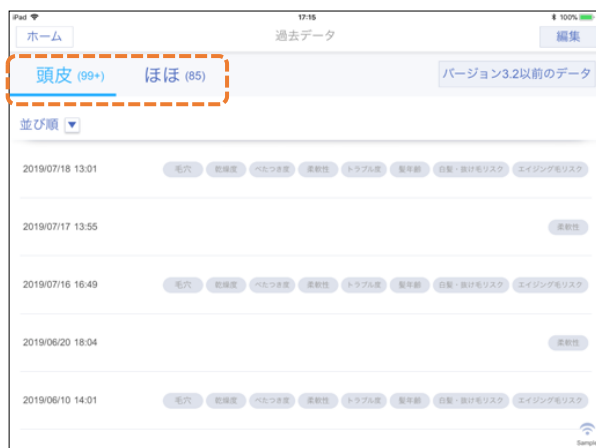 iPad 17:15 100%
ホーム 過去データ 編集
頭皮 (99+) ほほ (85) バージョン3.2以前のデータ
並び順 ▼
2019/07/18 13:01 毛穴 乾燥度 べたつき度 柔軟性 トラブル度 髪年齢 白髪・抜け毛リスク エイジング毛リスク
2019/07/17 13:55 柔軟性
2019/07/16 16:49 毛穴 乾燥度 べたつき度 柔軟性 トラブル度 髪年齢 白髪・抜け毛リスク エイジング毛リスク
2019/06/20 18:04 柔軟性
2019/06/10 14:01 毛穴 乾燥度 べたつき度 柔軟性 トラブル度 髪年齢 白髪・抜け毛リスク エイジング毛リスク
Sample